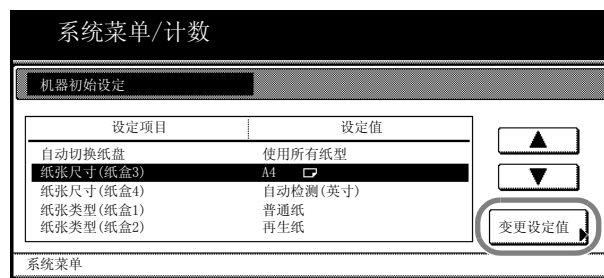 系统菜单/计数
机器初始设定
设定项目 设定值
自动切换纸盘 使用所有纸型
纸张尺寸(纸盒3) A4
纸张尺寸(纸盒4) 自动检测(英寸)
纸张类型(纸盒1) 普通纸
纸张类型(纸盒2) 再生纸
变更设定值
系统菜单